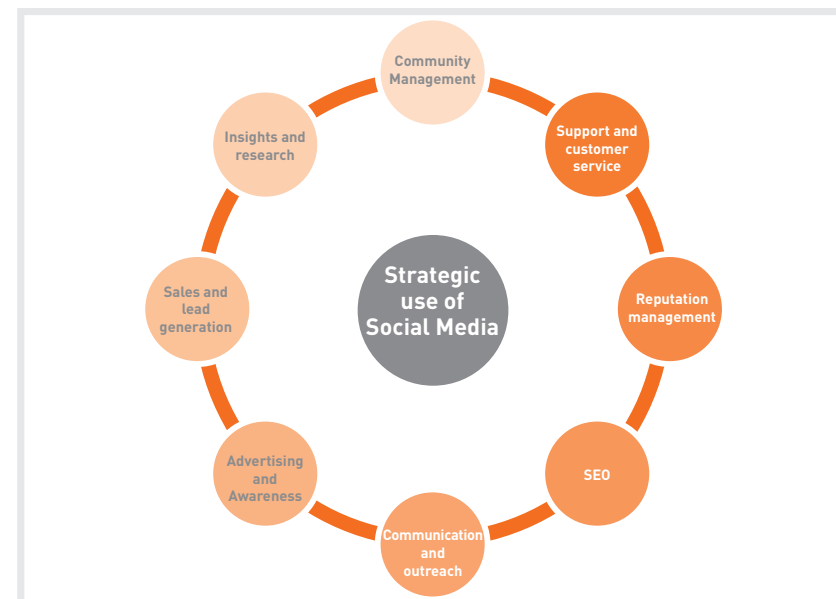 Community
Management
Support and
customer
service
Reputation
management
SEO
Communication
and
outreach
Advertising
and
Awareness
Sales and
lead
generation
Insights and
research
Strategic
use of
Social Media